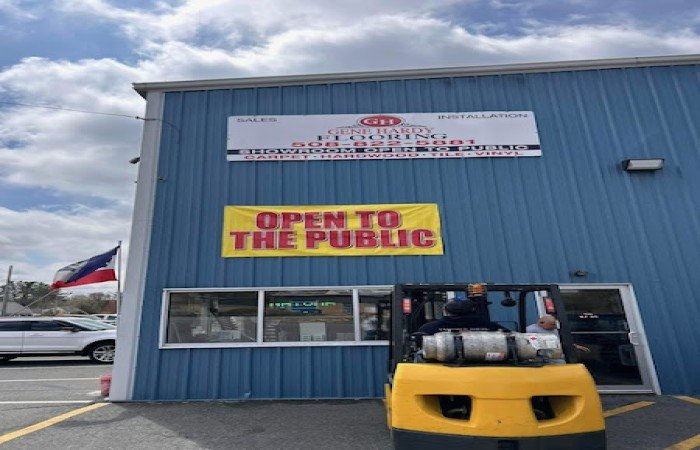 SALES
INSTALLATION
GH
GENE HARDY
FLOORING
508-822-5881
SHOWROOM OPEN TO PUBLIC
CARPET · HARDWOOD · TILE · VINYL
OPEN TO
THE PUBLIC